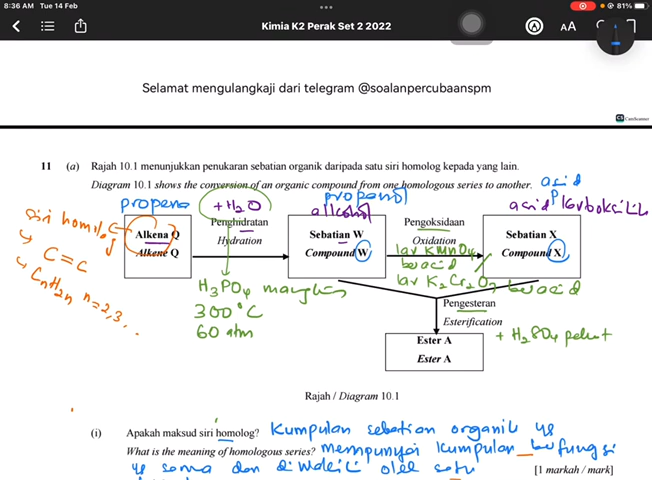 8:36 AM Tue 14 Feb
81%
Kimia K2 Perak Set 2 2022
AA
Selamat mengulangkaji dari telegram @soalanpercubaanspm
CS CamScanner
11 (a) Rajah 10.1 menunjukkan penukaran sebatian organik daripada satu siri homolog kepada yang lain.
Diagram 10.1 shows the conversion of an organic compound from one homologous series to another.
propena
+ H₂O
propanol
asid
alkohol
asid karboksilik
siri homolog
Alkena Q
Alkene Q
Penghidratan
Hydration
Sebatian W
Compound W
Pengoksidaan
Oxidation
Sebatian X
Compound X
C=C
CnH2n n=2,3...
H₃PO₄
300°C
60 atm
lar KMnO₄
berasid
lar K₂Cr₂O₇ berasid
Pengesteran
Esterification
+ H₂SO₄ pekat
Ester A
Ester A
Rajah / Diagram 10.1
(i) Apakah maksud siri homolog? Kumpulan sebatian organik yg
What is the meaning of homologous series? mempunyai kumpulan berfungsi
yg sama dan diwakili oleh satu
[1 markah / mark]